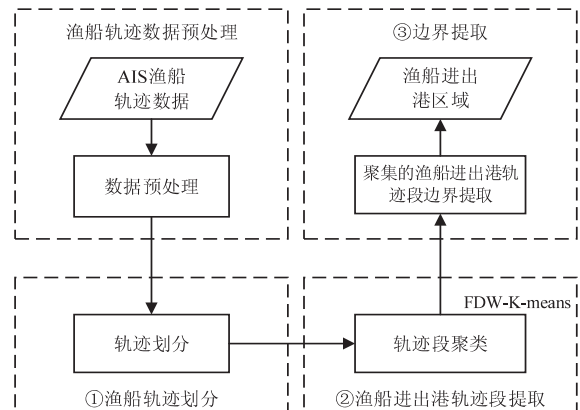 渔船轨迹数据预处理
AIS渔船
轨迹数据
数据预处理
轨迹划分
①渔船轨迹划分
FDW-K-means
轨迹段聚类
②渔船进出港轨迹段提取
③边界提取
渔船进出
港区域
聚集的渔船进出港轨
迹段边界提取